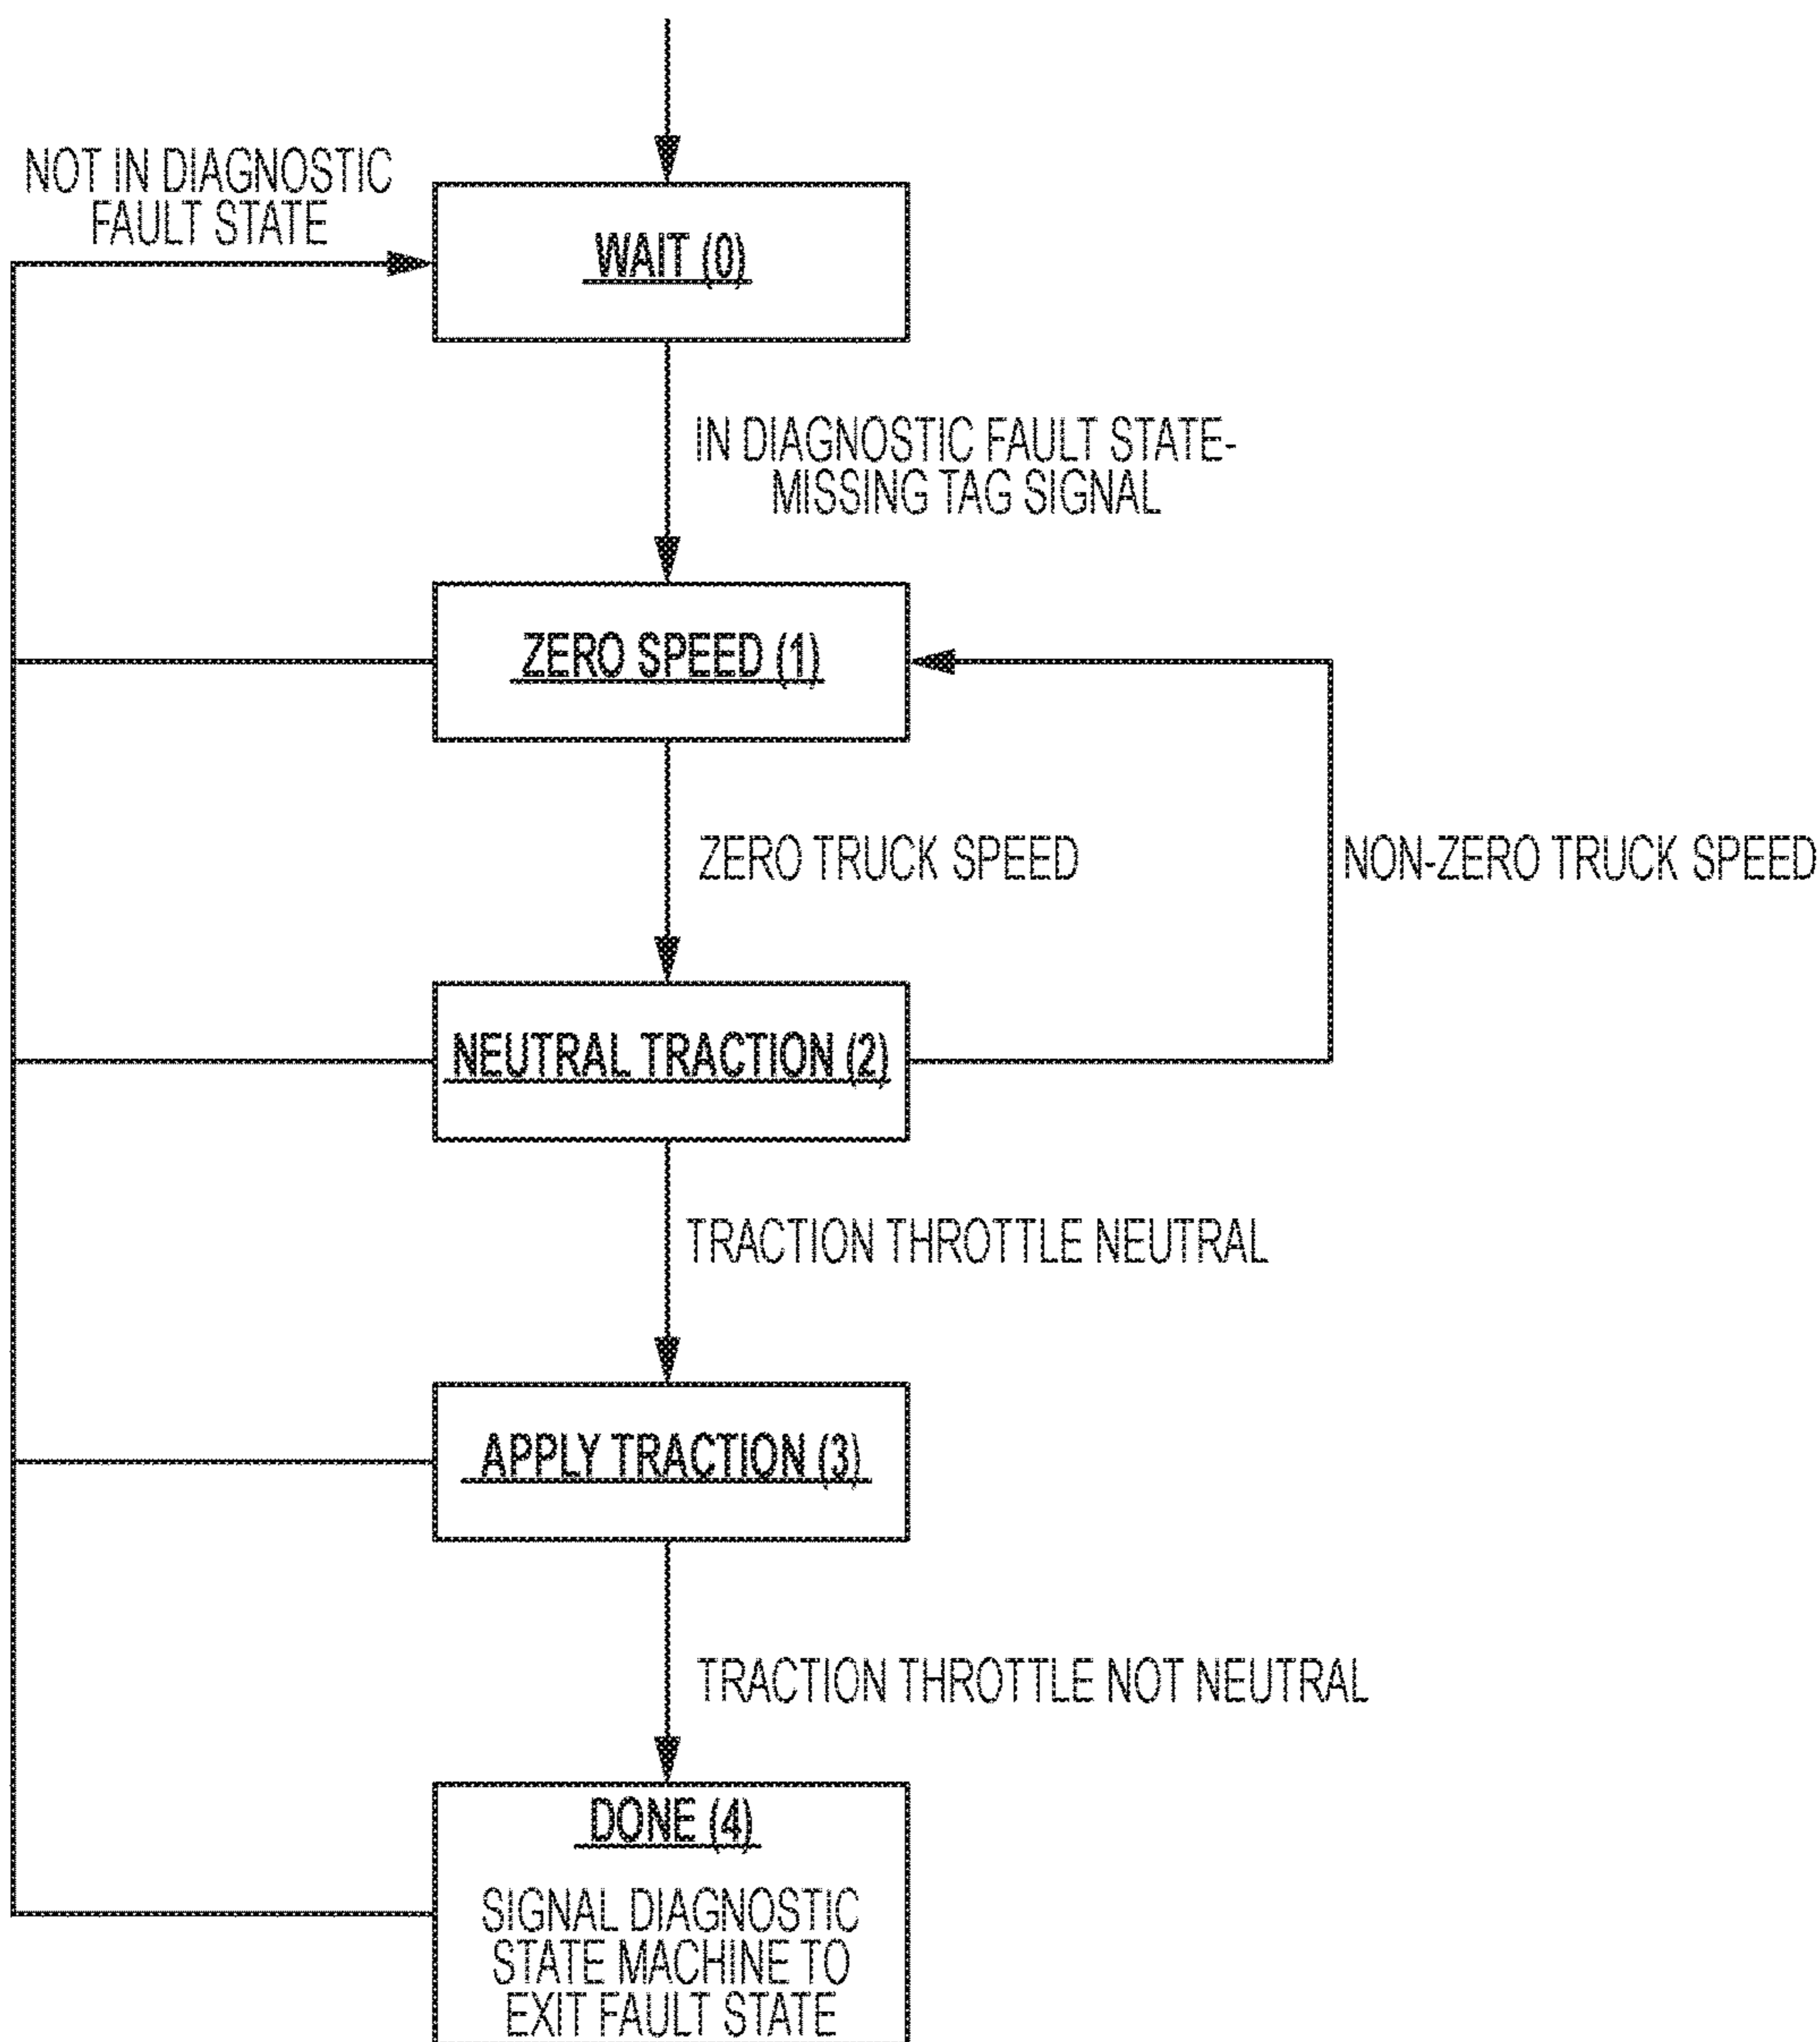 NOT IN DIAGNOSTIC
FAULT STATE
WAIT (0)
IN DIAGNOSTIC FAULT STATE-
MISSING TAG SIGNAL
ZERO SPEED (1)
ZERO TRUCK SPEED
NON-ZERO TRUCK SPEED
NEUTRAL TRACTION (2)
TRACTION THROTTLE NEUTRAL
APPLY TRACTION (3)
TRACTION THROTTLE NOT NEUTRAL
DONE (4)
SIGNAL DIAGNOSTIC
STATE MACHINE TO
EXIT FAULT STATE